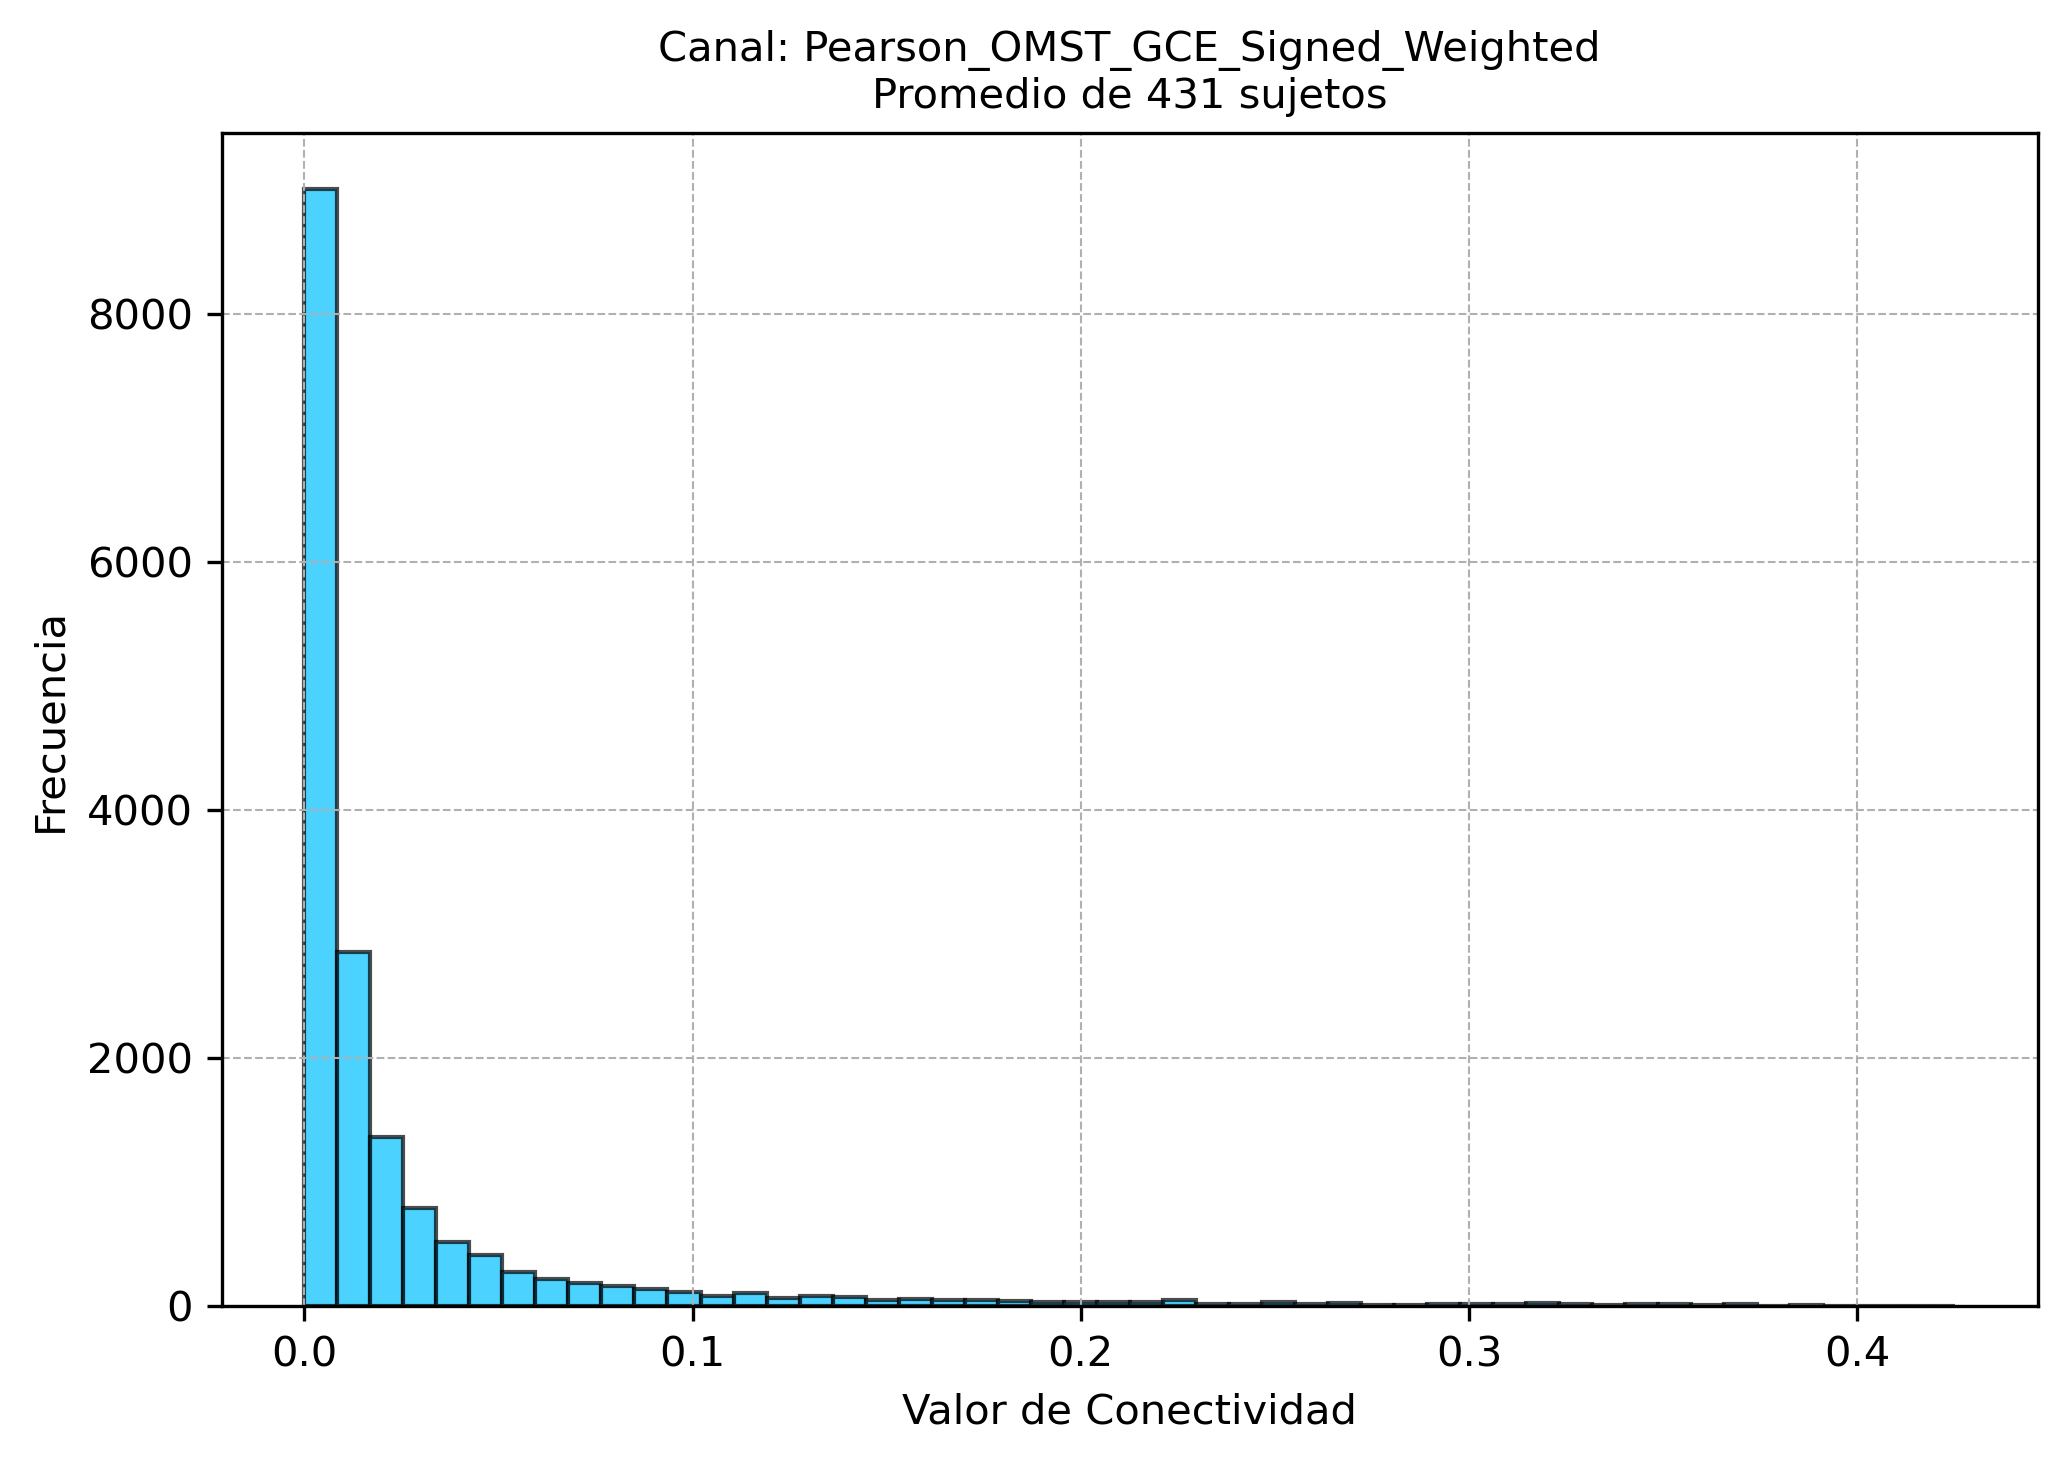 Canal: Pearson_OMST_GCE_Signed_Weighted
Promedio de 431 sujetos
Frecuencia
8000
6000
4000
2000
0
0.0 0.1 0.2 0.3 0.4
Valor de Conectividad